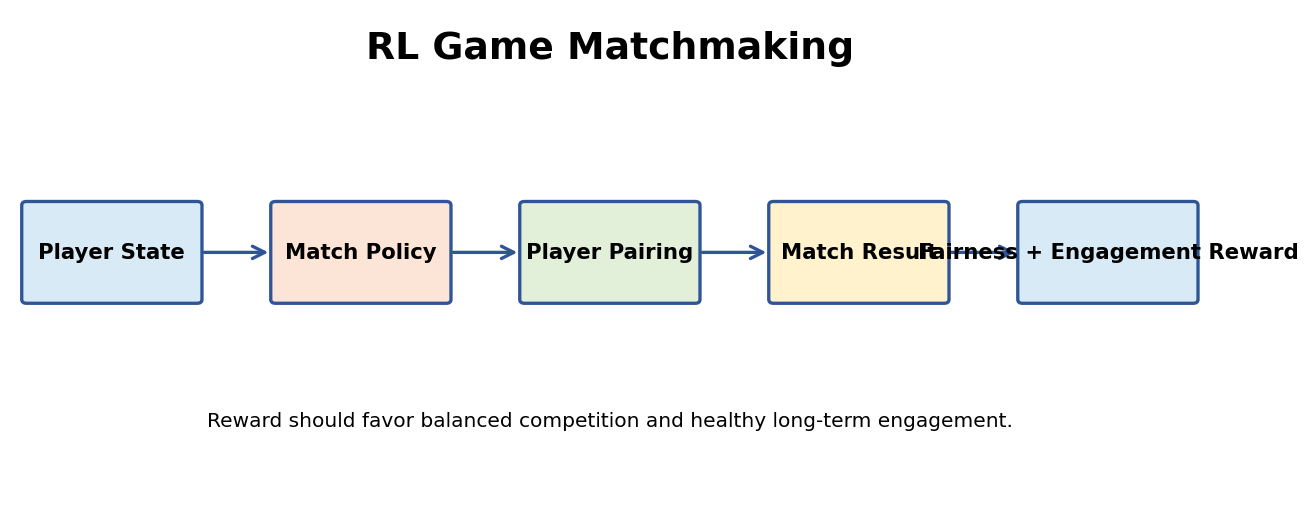 RL Game Matchmaking
Player State
Match Policy
Player Pairing
Match Result
Fairness + Engagement Reward
Reward should favor balanced competition and healthy long-term engagement.